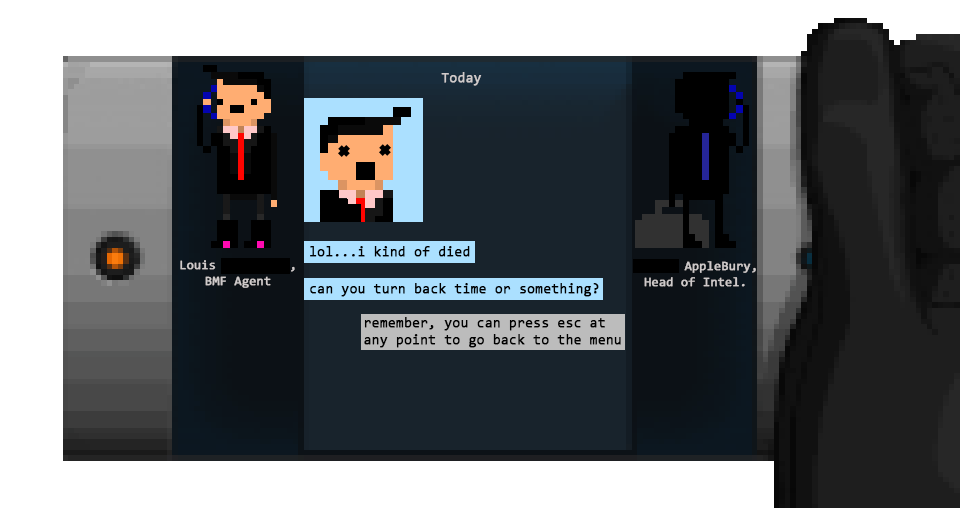 Today
lol...i kind of died
can you turn back time or something?
remember, you can press esc at
any point to go back to the menu
Louis ,
BMF Agent
AppleBury,
Head of Intel.